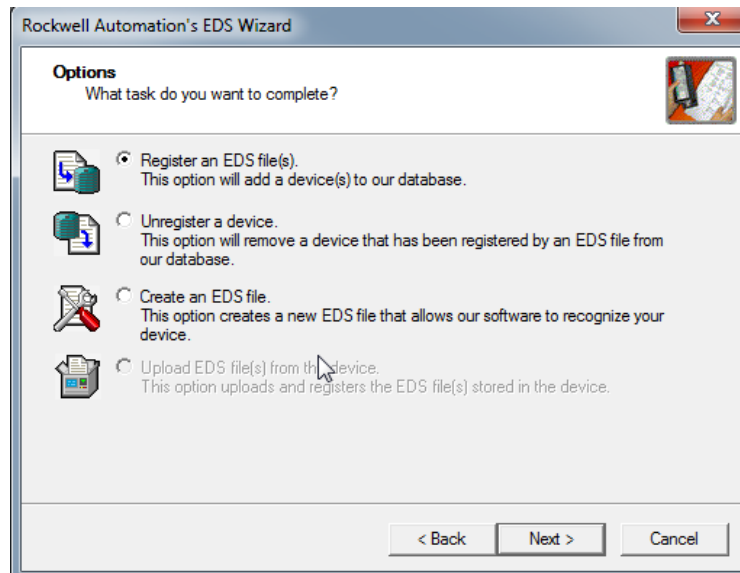 Rockwell Automation's EDS Wizard
Options
What task do you want to complete?
Register an EDS file(s).
This option will add a device(s) to our database.
Unregister a device.
This option will remove a device that has been registered by an EDS file from
our database.
Create an EDS file.
This option creates a new EDS file that allows our software to recognize your
device.
Upload EDS file(s) from the device.
This option uploads and registers the EDS file(s) stored in the device.
< Back
Next >
Cancel